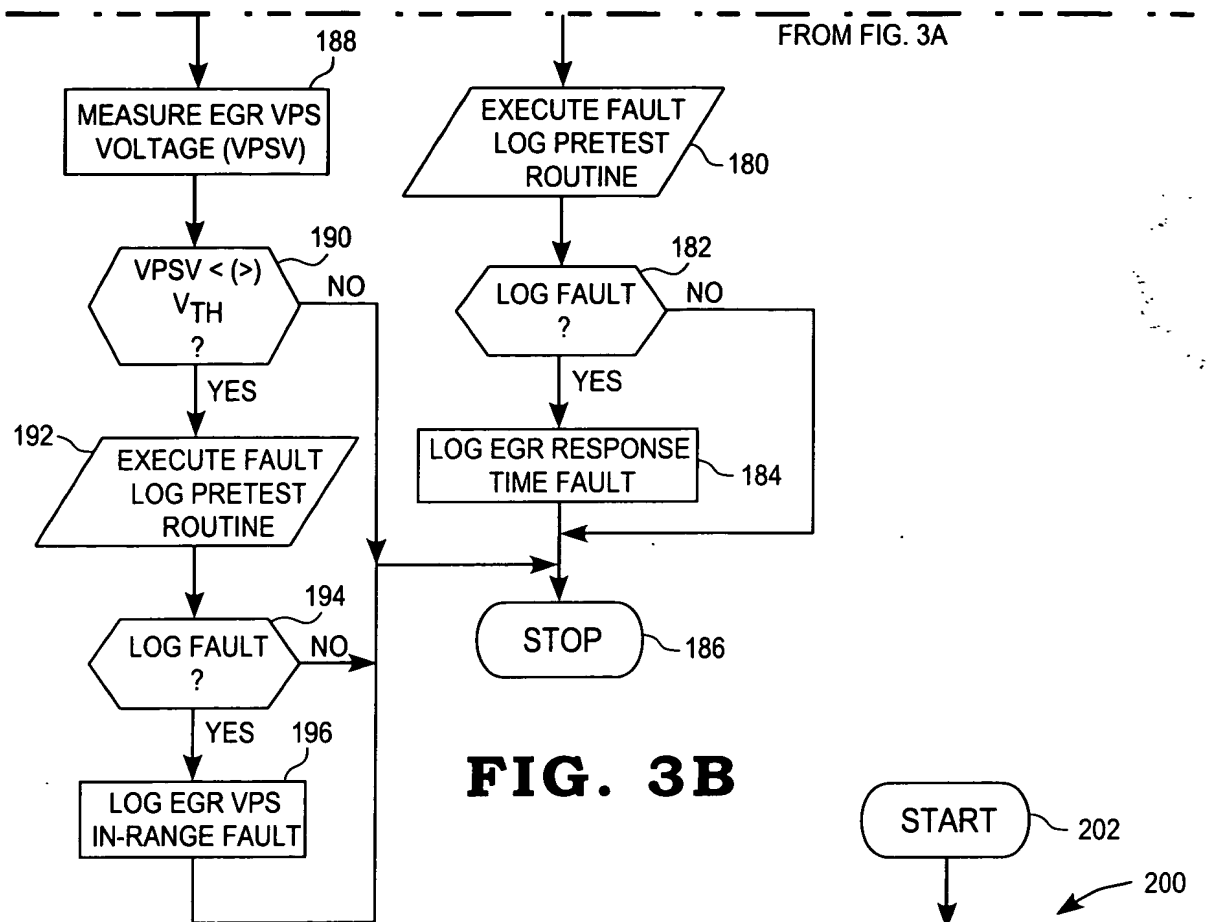 FROM FIG. 3A
188
MEASURE EGR VPS
VOLTAGE (VPSV)
190
VPSV < (>)
VTH
?
NO
YES
192
EXECUTE FAULT
LOG PRETEST
ROUTINE
194
LOG FAULT
?
NO
YES
196
LOG EGR VPS
IN-RANGE FAULT
EXECUTE FAULT
LOG PRETEST
ROUTINE
180
182
LOG FAULT
?
NO
YES
LOG EGR RESPONSE
TIME FAULT
184
STOP
186
FIG. 3B
START
202
200